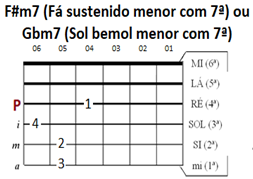 F#m7 (Fá sustenido menor com 7ª) ou
Gbm7 (Sol bemol menor com 7ª)
06 05 04 03 02 01
MI (6ª)
LÁ (5ª)
P 1 RÉ (4ª)
i 4 SOL (3ª)
m 2 SI (2ª)
a 3 mi (1ª)